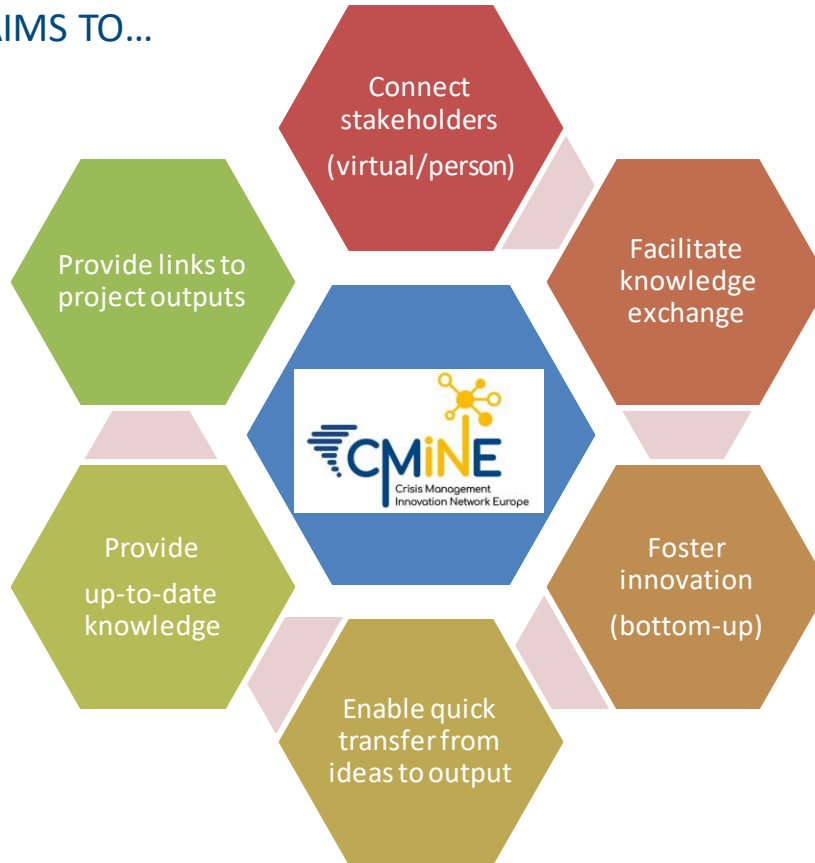 AIMS TO…
Connect
stakeholders
(virtual/person)
Facilitate
knowledge
exchange
Foster
innovation
(bottom-up)
Enable quick
transfer from
ideas to output
Provide
up-to-date
knowledge
Provide links to
project outputs
CMiNE
Crisis Management
Innovation Network Europe